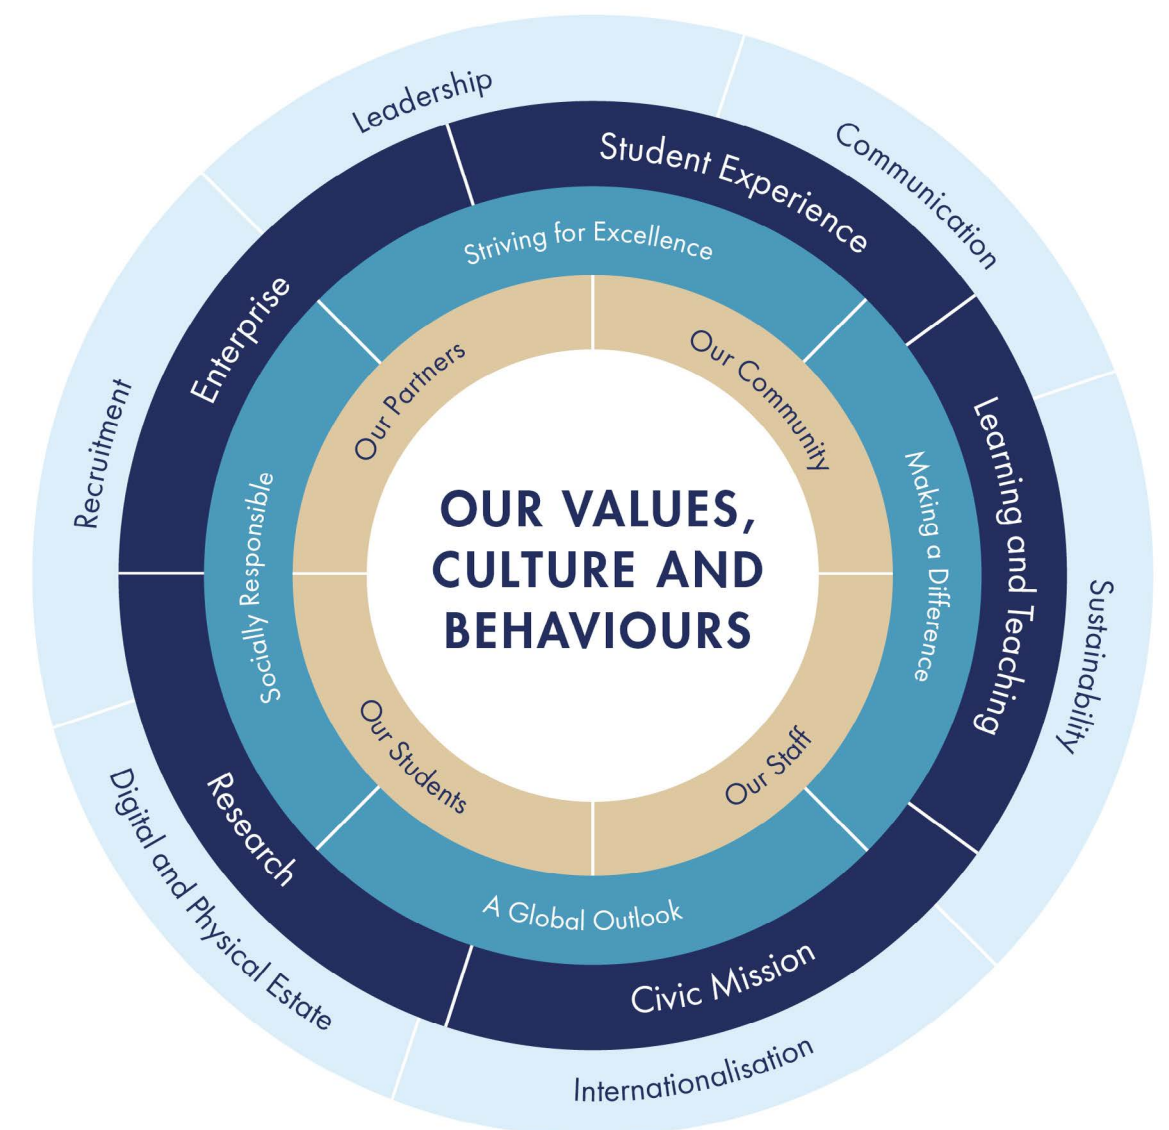 Leadership
Communication
Sustainability
Internationalisation
Digital and Physical Estate
Recruitment
Student Experience
Learning and Teaching
Civic Mission
Research
Enterprise
Striving for Excellence
Making a Difference
A Global Outlook
Socially Responsible
Our Partners
Our Community
Our Staff
Our Students
OUR VALUES,
CULTURE AND
BEHAVIOURS